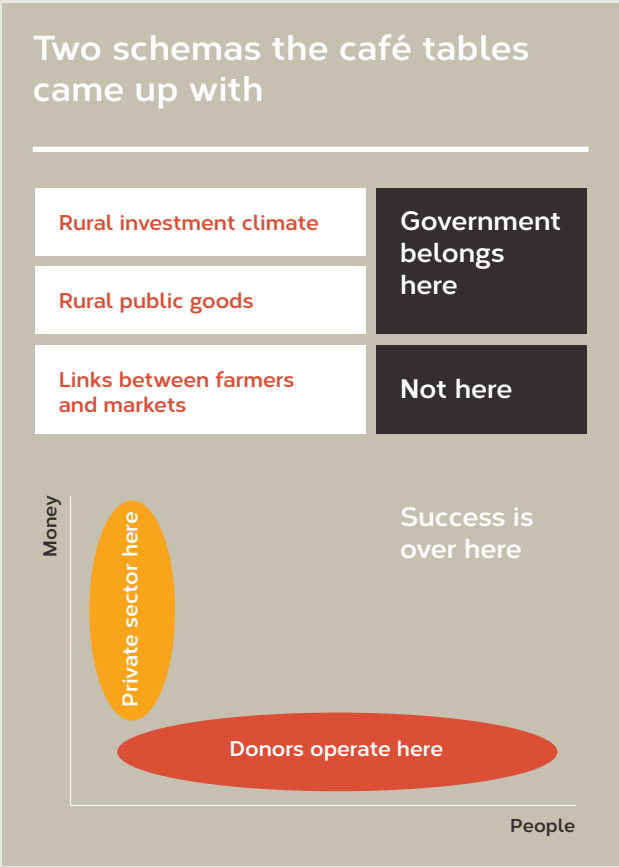 Two schemas the café tables
came up with
Rural investment climate
Government
belongs
here
Rural public goods
Links between farmers
and markets
Not here
Money
Private sector here
Success is
over here
Donors operate here
People